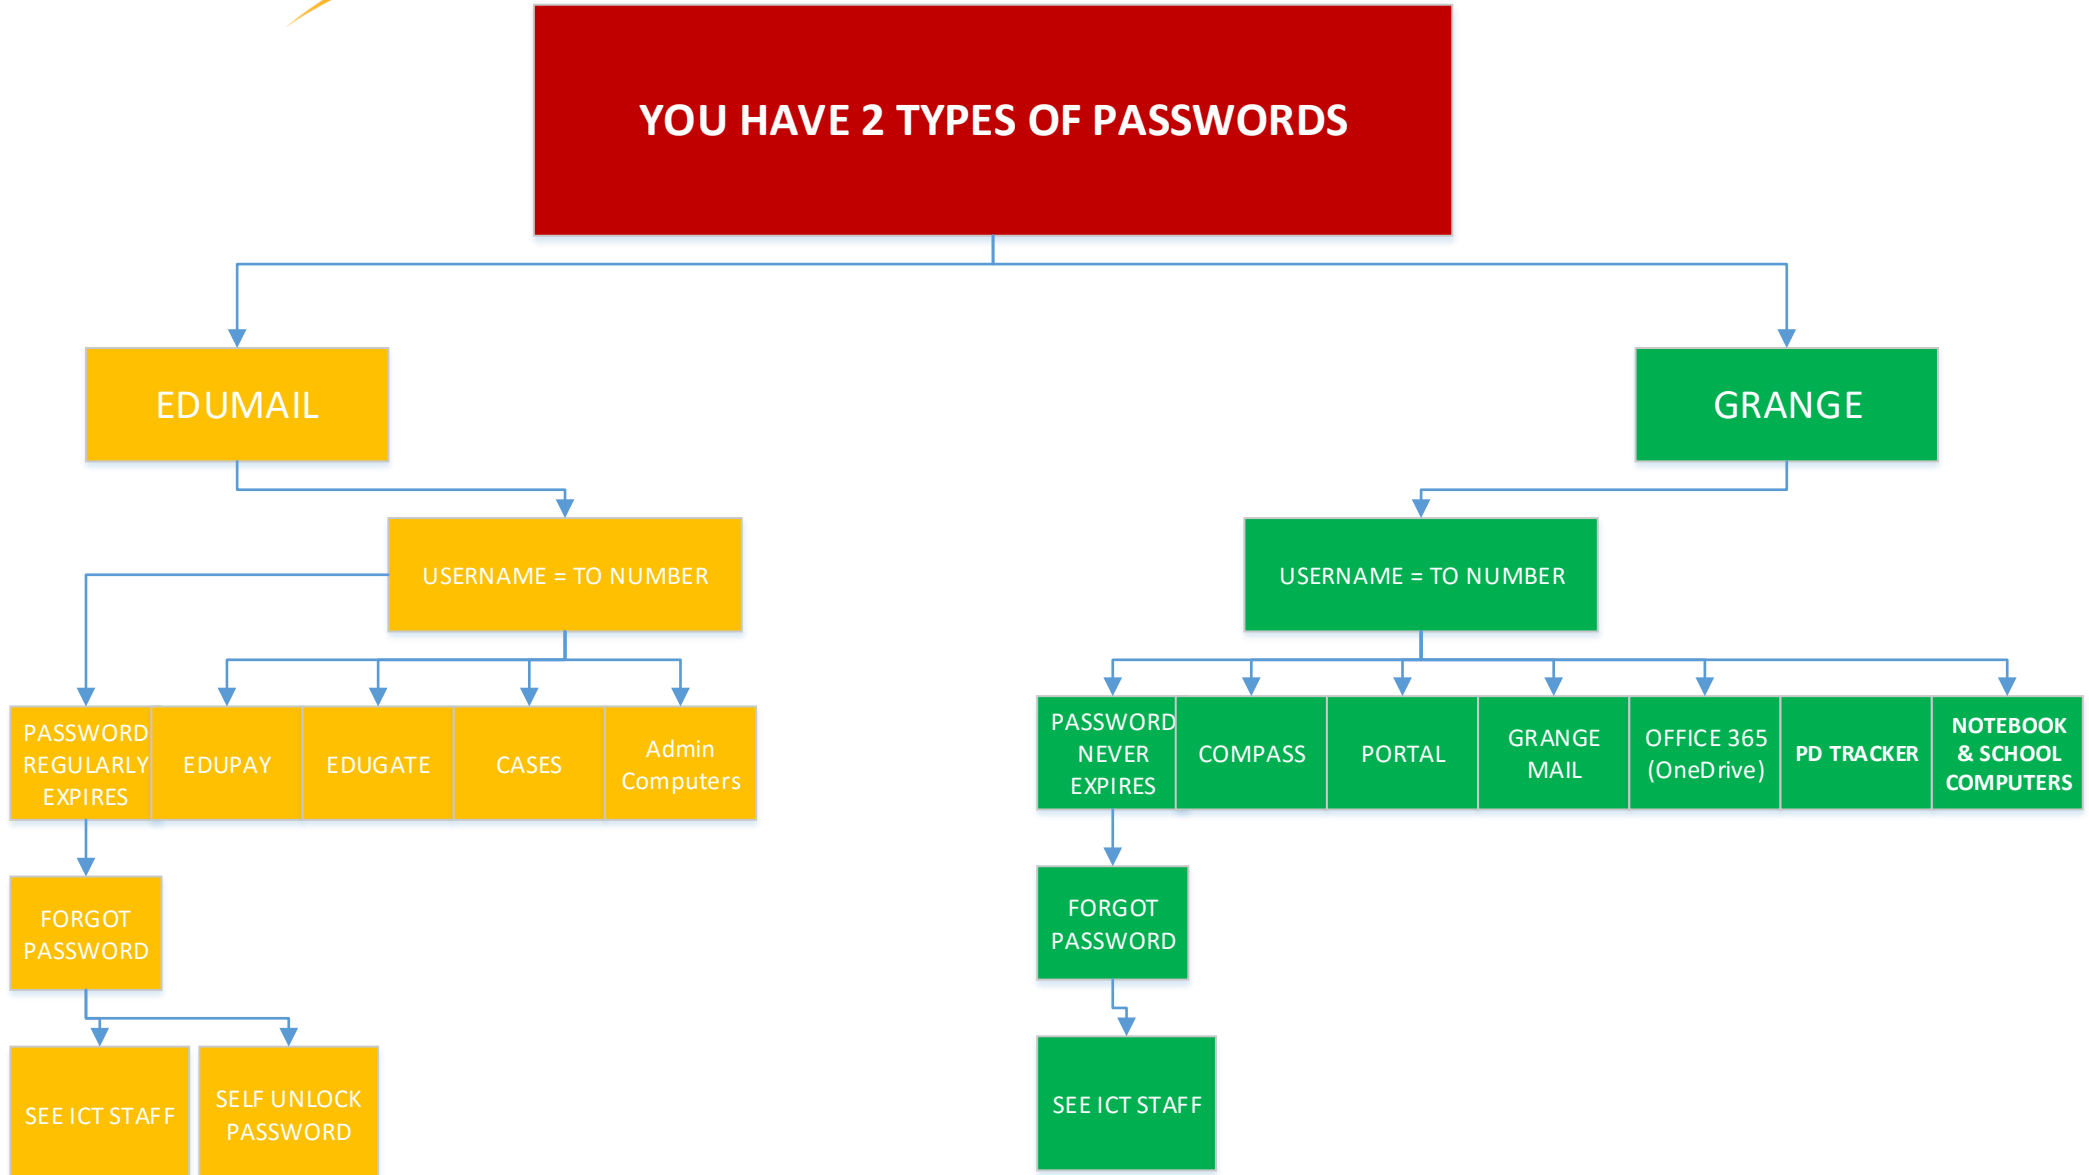 YOU HAVE 2 TYPES OF PASSWORDS
EDUMAIL
GRANGE
USERNAME = TO NUMBER
USERNAME = TO NUMBER
PASSWORD
REGULARLY
EXPIRES
EDUPAY
EDUGATE
CASES
Admin
Computers
PASSWORD
NEVER
EXPIRES
COMPASS
PORTAL
GRANGE
MAIL
OFFICE 365
(OneDrive)
PD TRACKER
NOTEBOOK
& SCHOOL
COMPUTERS
FORGOT
PASSWORD
FORGOT
PASSWORD
SEE ICT STAFF
SELF UNLOCK
PASSWORD
SEE ICT STAFF